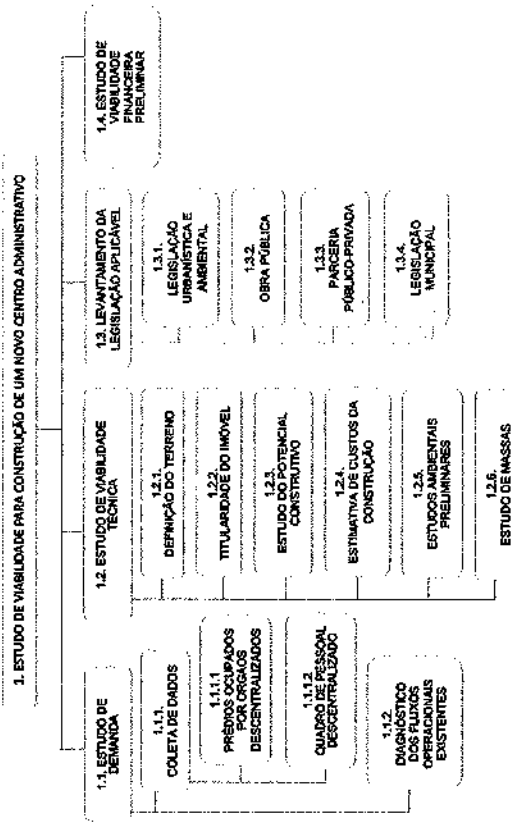 1. ESTUDO DE VIABILIDADE PARA CONSTRUÇÃO DE UM NOVO CENTRO ADMINISTRATIVO
1.1. ESTUDO DE
DEMANDA
1.1.1.
COLETA DE DADOS
1.1.1.1
PRÉDIOS OCUPADOS
POR ORGÃOS
DESCENTRALIZADOS
1.1.1.2
QUADRO DE PESSOAL
DESCENTRALIZADO
1.1.2.
DIAGNÓSTICO
DOS FLUXOS
OPERACIONAIS
EXISTENTES
1.2. ESTUDO DE VIABILIDADE
TÉCNICA
1.2.1.
DEFINIÇÃO DO TERRENO
1.2.2.
TITULARIDADE DO IMÓVEL
1.2.3.
ESTUDO DO POTENCIAL
CONSTRUTIVO
1.2.4.
ESTIMATIVA DE CUSTOS DA
CONSTRUÇÃO
1.2.5.
ESTUDOS AMBIENTAIS
PRELIMINARES
1.2.6.
ESTUDO DE MASSAS
1.3. LEVANTAMENTO DA
LEGISLAÇÃO APLICÁVEL
1.3.1.
LEGISLAÇÃO
URBANÍSTICA E
AMBIENTAL
1.3.2.
OBRA PÚBLICA
1.3.3.
PARCERIA
PÚBLICO-PRIVADA
1.3.4.
LEGISLAÇÃO
MUNICIPAL
1.4. ESTUDO DE
VIABILIDADE
FINANCEIRA
PRELIMINAR